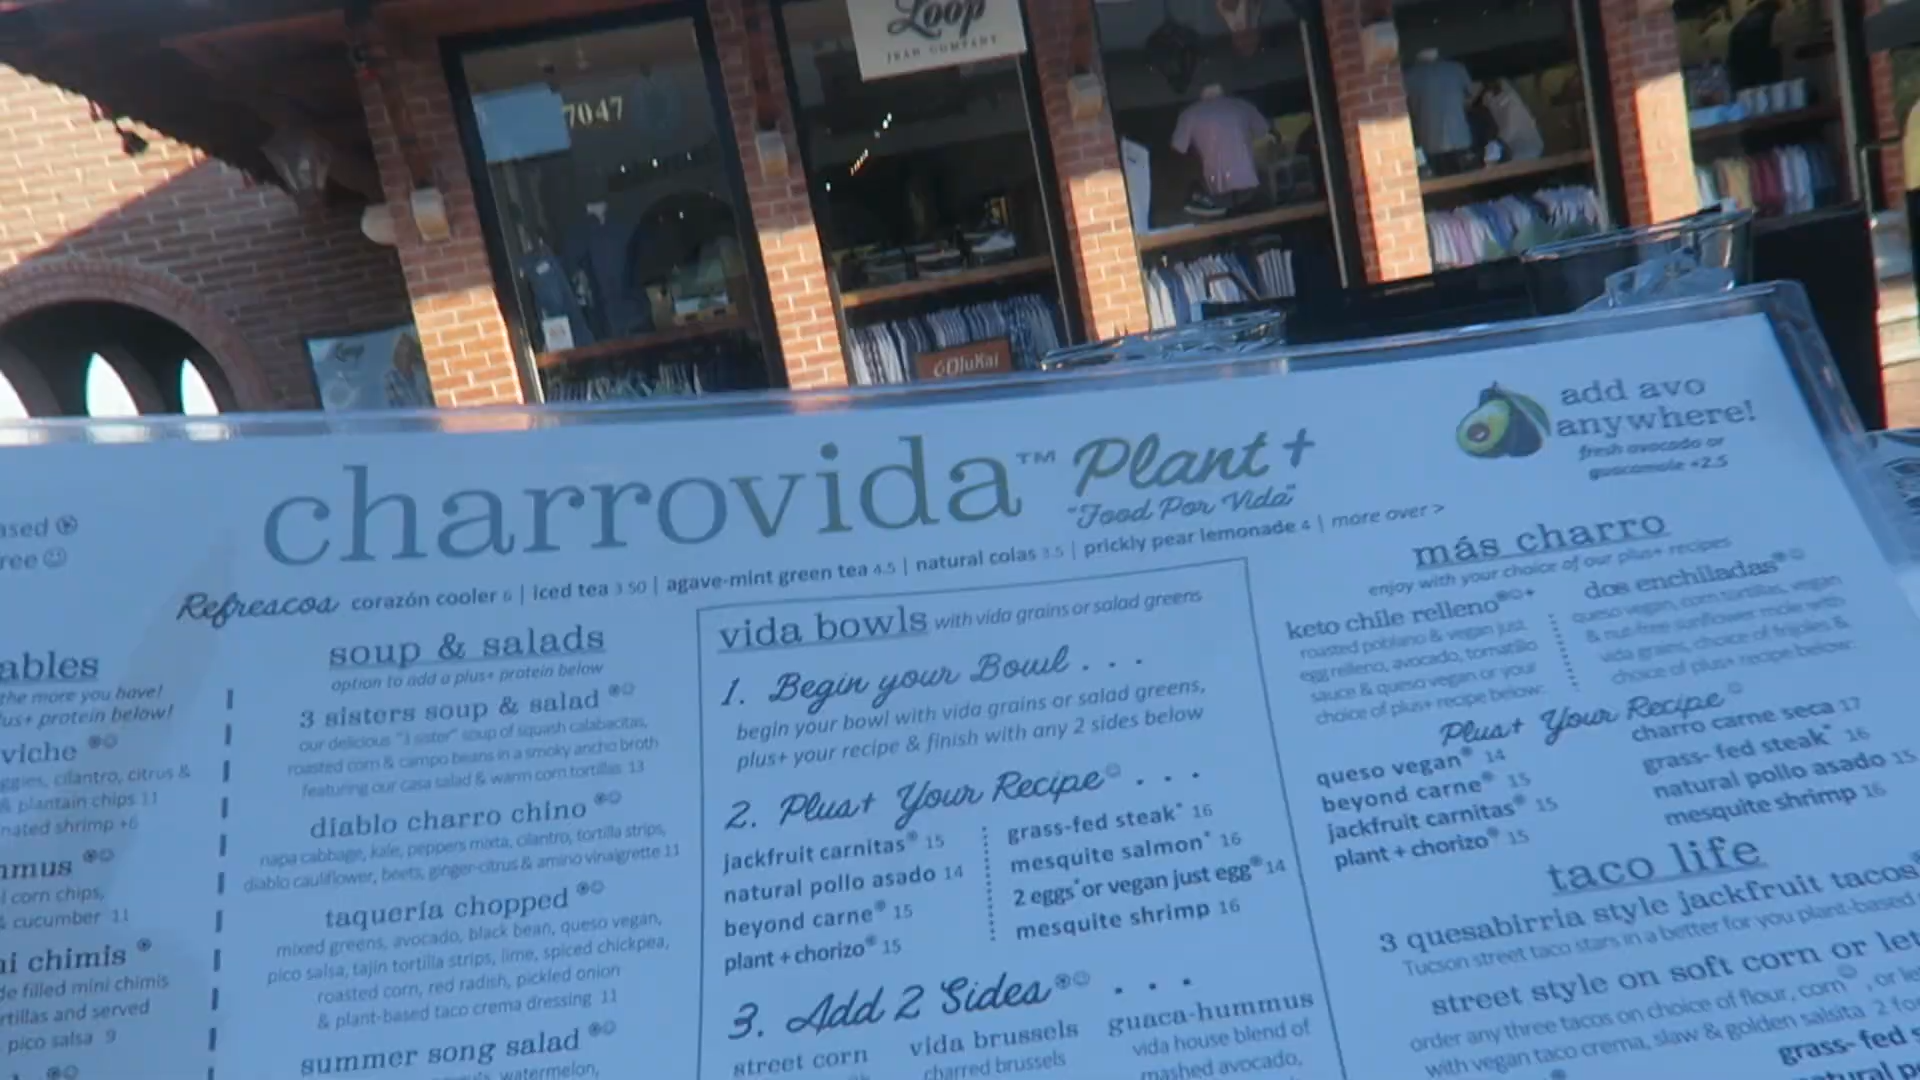 Loop
JEAN COMPANY
7047
OluKai
add avo
anywhere!
fresh avocado or
guacamole +2.5
charrovida™ Plant+
"Food Por Vida"
Refrescos corazón cooler 6 | iced tea 3.50 | agave-mint green tea 4.5 | natural colas 3.5 | prickly pear lemonade 4 | more over >
ased
ree
ables
the more you have!
lus+ protein below!
viche
ggies, cilantro, citrus &
& plantain chips 11
nated shrimp +6
mmus
l corn chips,
& cucumber 11
ni chimis
de filled mini chimis
rtillas and served
pico salsa 9
soup & salads
option to add a plus+ protein below
3 sisters soup & salad
our delicious "3 sister" soup of squash calabacitas,
roasted corn & campo beans in a smoky ancho broth
featuring our casa salad & warm corn tortillas 13
diablo charro chino
napa cabbage, kale, peppers mixta, cilantro, tortilla strips,
diablo cauliflower, beets, ginger-citrus & amino vinaigrette 11
taquería chopped
mixed greens, avocado, black bean, queso vegan,
pico salsa, tajin tortilla strips, lime, spiced chickpea,
roasted corn, red radish, pickled onion
& plant-based taco crema dressing 11
summer song salad
watermelon,
vida bowls with vida grains or salad greens
1. Begin your Bowl . . .
begin your bowl with vida grains or salad greens,
plus+ your recipe & finish with any 2 sides below
2. Plus+ Your Recipe . . .
jackfruit carnitas 15
natural pollo asado 14
beyond carne 15
plant + chorizo 15
grass-fed steak* 16
mesquite salmon* 16
2 eggs* or vegan just egg 14
mesquite shrimp 16
3. Add 2 Sides . . .
street corn
vida brussels
charred brussels
guaca-hummus
vida house blend of
mashed avocado,
más charro
enjoy with your choice of our plus+ recipes
keto chile relleno
roasted poblano & vegan just
egg relleno, avocado, tomatillo
sauce & queso vegan or your
choice of plus+ recipe below:
dos enchiladas
queso vegan, corn tortillas, vegan
& nut-free sunflower mole with
vida grains, choice of frijoles &
choice of plus+ recipe below:
Plus+ Your Recipe
queso vegan 14
beyond carne 15
jackfruit carnitas 15
plant + chorizo 15
charro carne seca 17
grass- fed steak* 16
natural pollo asado 15
mesquite shrimp 16
taco life
3 quesabirria style jackfruit tacos
Tucson street taco stars in a better for you plant-based
street style on soft corn or let
order any three tacos on choice of flour, corn, or let
with vegan taco crema, slaw & golden salsita 2 fo
grass- fed s